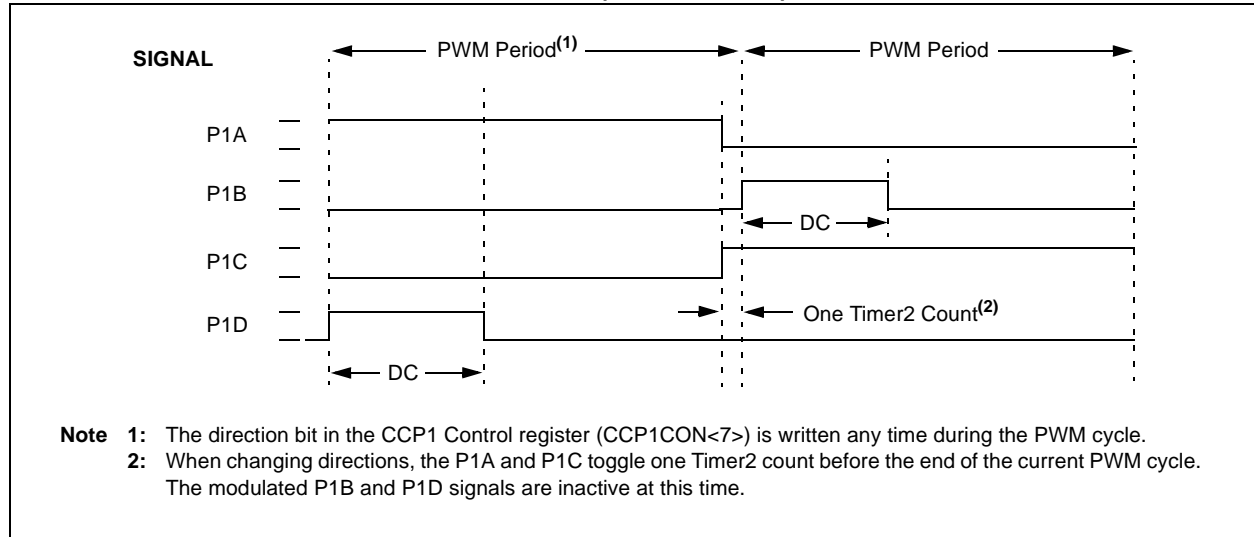 SIGNAL
PWM Period(1)
PWM Period
P1A
P1B
DC
P1C
One Timer2 Count(2)
P1D
DC
Note 1: The direction bit in the CCP1 Control register (CCP1CON<7>) is written any time during the PWM cycle.
2: When changing directions, the P1A and P1C toggle one Timer2 count before the end of the current PWM cycle.
The modulated P1B and P1D signals are inactive at this time.